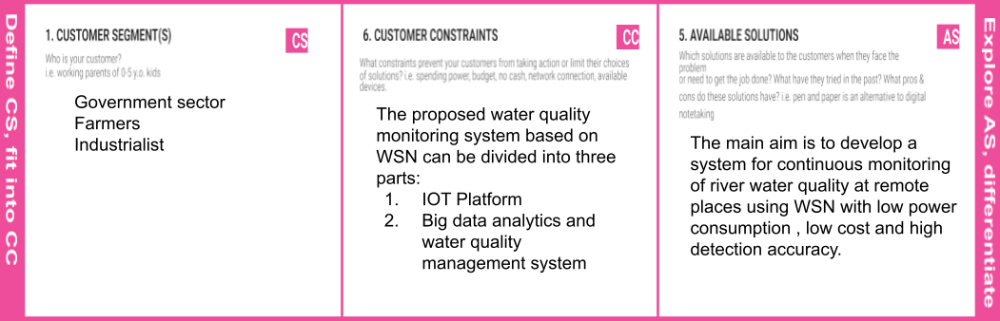 Define CS, fit into CC
1. CUSTOMER SEGMENT(S)
CS
Who is your customer?
i.e. working parents of 0-5 y.o. kids
Government sector
Farmers
Industrialist
6. CUSTOMER CONSTRAINTS
CC
What constraints prevent your customers from taking action or limit their choices
of solutions? i.e. spending power, budget, no cash, network connection, available
devices.
The proposed water quality
monitoring system based on
WSN can be divided into three
parts:
1. IOT Platform
2. Big data analytics and
water quality
management system
5. AVAILABLE SOLUTIONS
AS
Which solutions are available to the customers when they face the
problem
or need to get the job done? What have they tried in the past? What pros &
cons do these solutions have? i.e. pen and paper is an alternative to digital
notetaking
The main aim is to develop a
system for continuous monitoring
of river water quality at remote
places using WSN with low power
consumption , low cost and high
detection accuracy.
Explore AS, differentiate